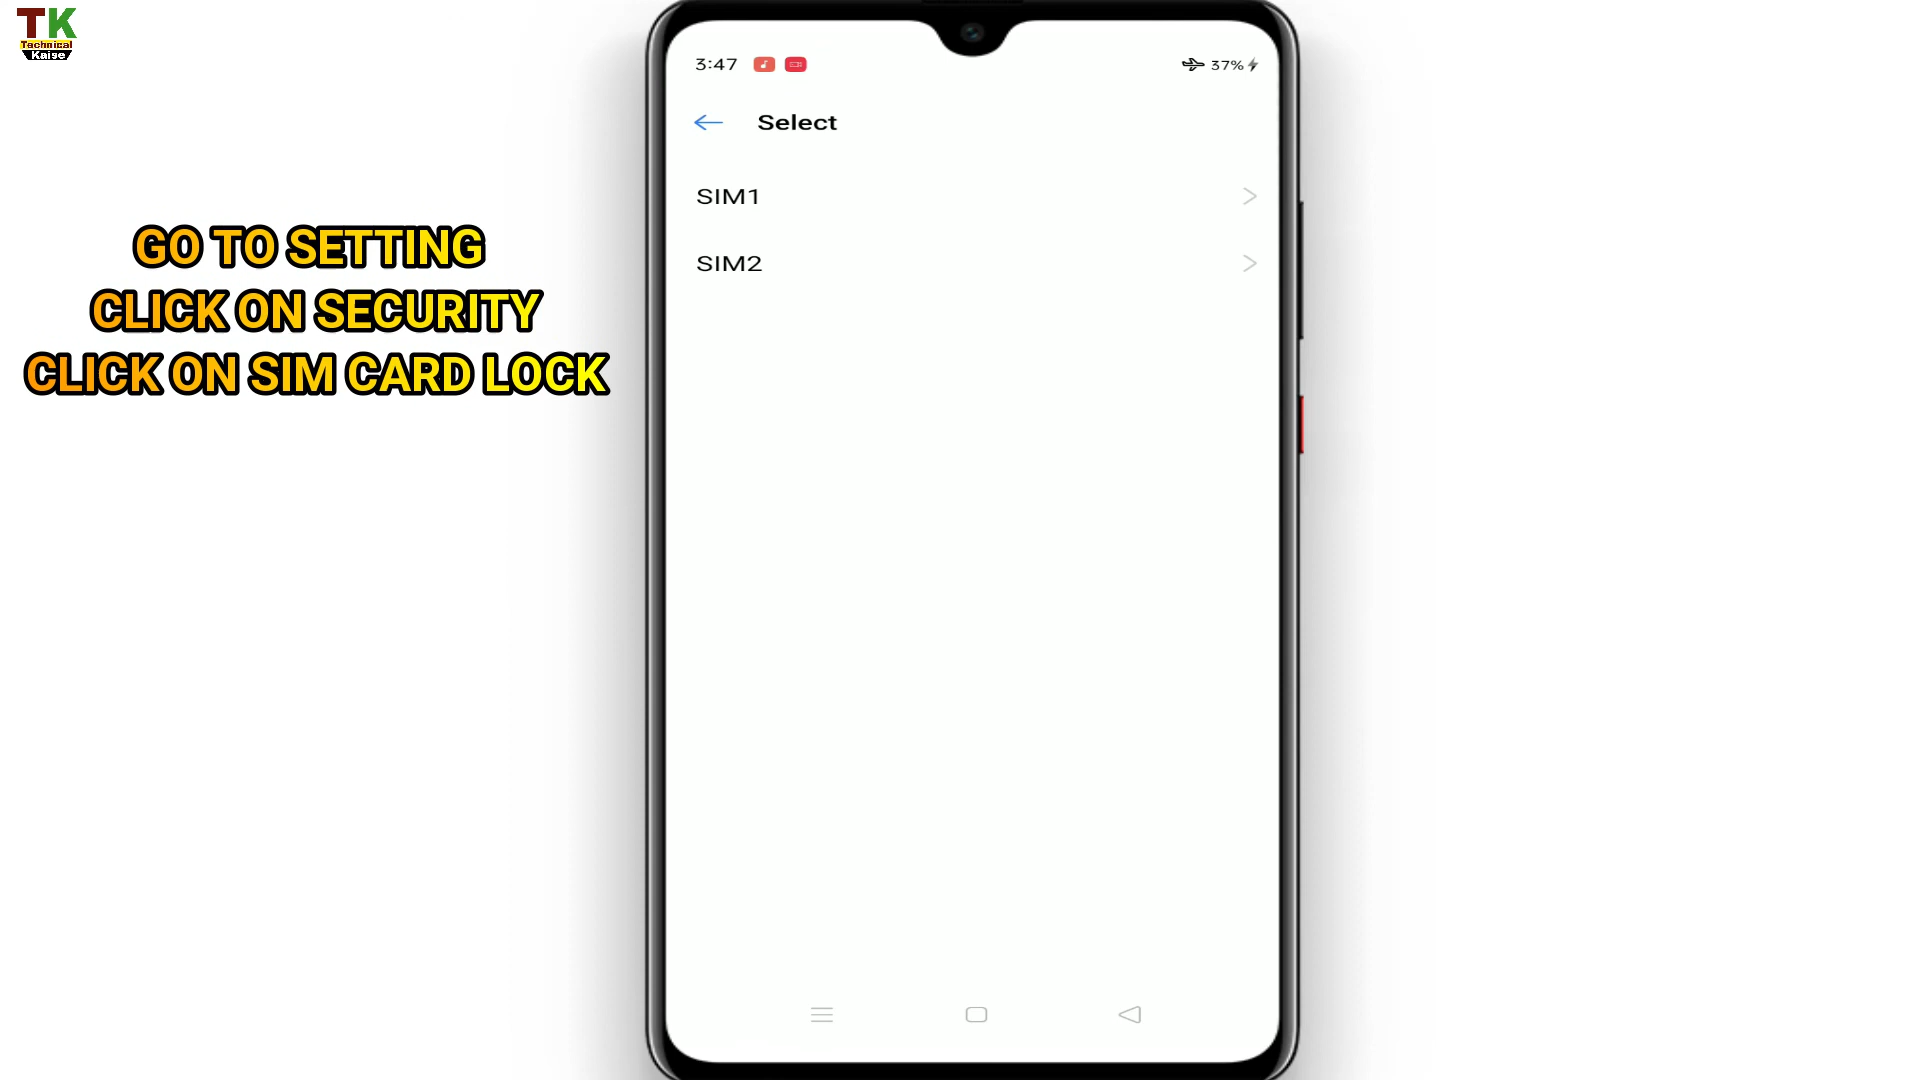 TK
Technical
Kaise
3:47
37%
Select
SIM1
SIM2
GO TO SETTING
CLICK ON SECURITY
CLICK ON SIM CARD LOCK